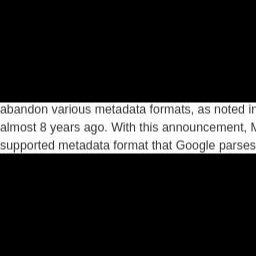 abandon various metadata formats, as noted in
almost 8 years ago. With this announcement, M
supported metadata format that Google parses